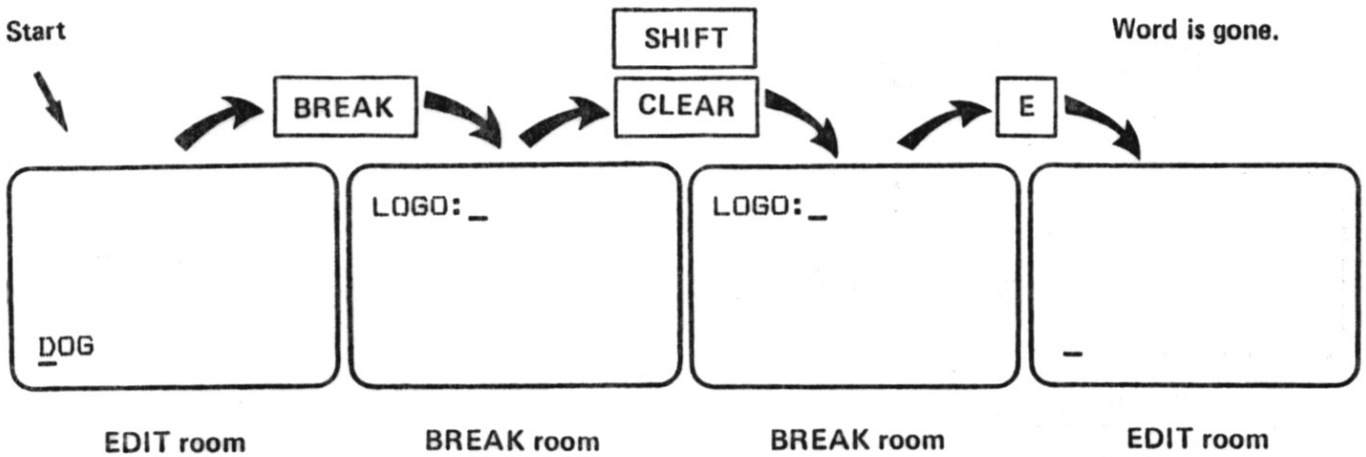 Start
SHIFT
Word is gone.
BREAK
CLEAR
E
LOGO:_
LOGO:_
DOG
_
EDIT room
BREAK room
BREAK room
EDIT room